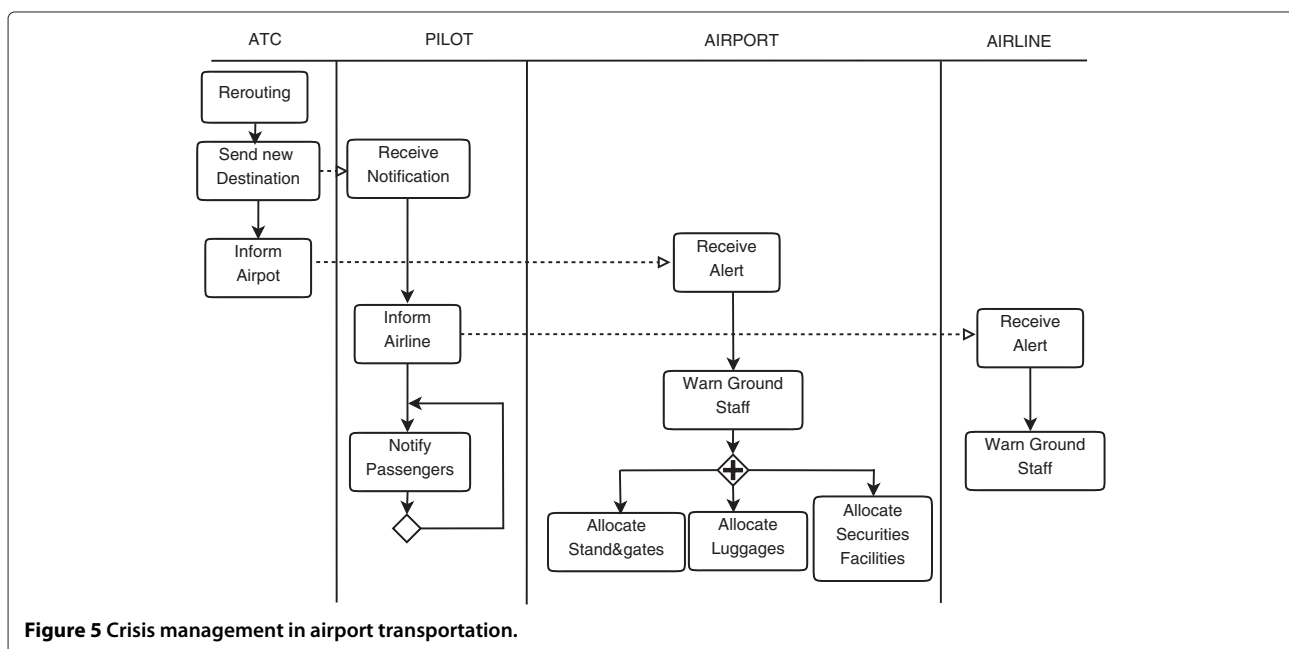 ATC
PILOT
AIRPORT
AIRLINE
Rerouting
Send new
Destination
Receive
Notification
Inform
Airpot
Receive
Alert
Inform
Airline
Receive
Alert
Warn Ground
Staff
Notify
Passengers
Warn Ground
Staff
Allocate
Stand&gates
Allocate
Luggages
Allocate
Securities
Facilities
Figure 5 Crisis management in airport transportation.